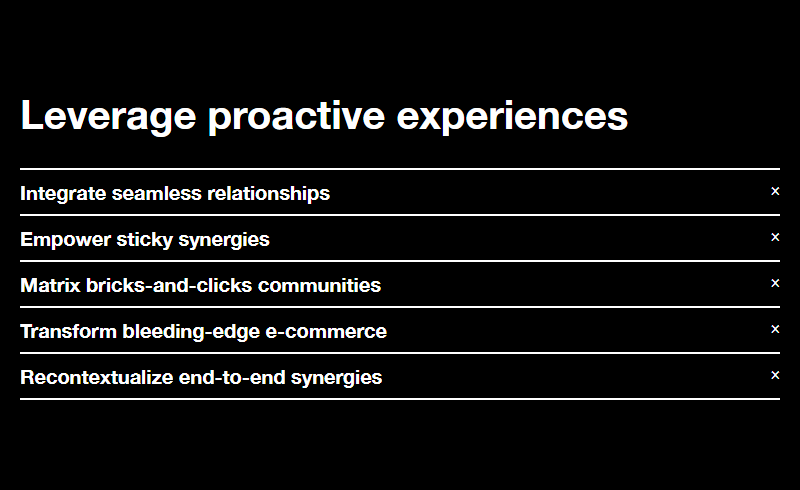 Leverage proactive experiences
Integrate seamless relationships ×
Empower sticky synergies ×
Matrix bricks-and-clicks communities ×
Transform bleeding-edge e-commerce ×
Recontextualize end-to-end synergies ×